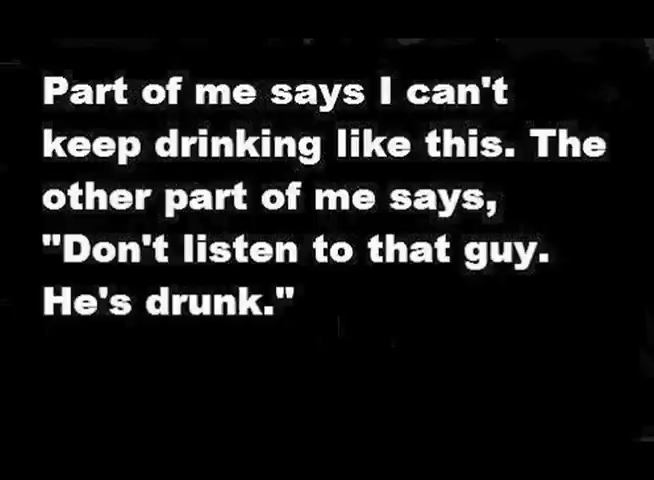 Part of me says I can't
keep drinking like this. The
other part of me says,
"Don't listen to that guy.
He's drunk."